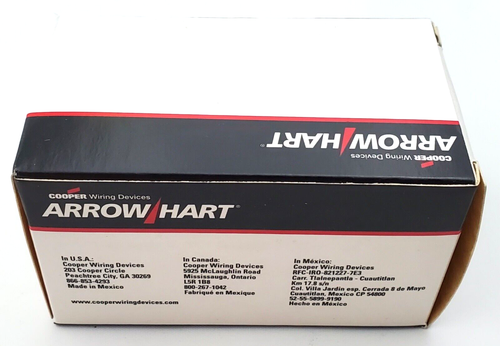 COOPER Wiring Devices
ARROW/HART®
COOPER Wiring Devices
ARROW/HART®
In U.S.A.:
Cooper Wiring Devices
203 Cooper Circle
Peachtree City, GA 30269
866-853-4293
Made in Mexico
www.cooperwiringdevices.com
In Canada:
Cooper Wiring Devices
5925 McLaughlin Road
Mississauga, Ontario
L5R 1B8
800-267-1042
Fabriqué en Mexique
In México:
Cooper Wiring Devices
RFC-IRO-821227-7E3
Carr. Tlalnepantla - Cuautitlan
Km 17.8 s/n
Col. Villa Jardin esp. Cerrada 8 de Mayo
Cuautitlan, Mexico CP 54800
52-55-5899-9190
Hecho en México